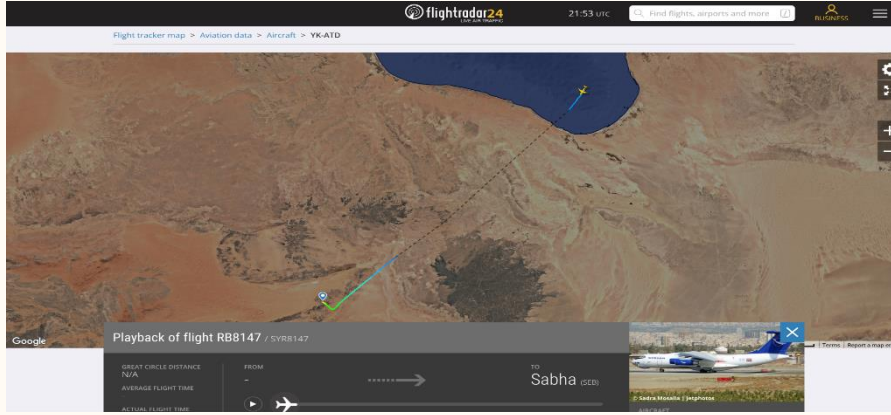 flightradar24
LIVE AIR TRAFFIC
21:53 UTC
Find flights, airports and more
BUSINESS
Flight tracker map > Aviation data > Aircraft > YK-ATD
Google
Terms
Report a map er
Playback of flight RB8147 / SYR8147
GREAT CIRCLE DISTANCE
N/A
AVERAGE FLIGHT TIME
-
ACTUAL FLIGHT TIME
FROM
-
TO
Sabha (SEB)
© Sadra Mosalla | Jetphotos
AIRCRAFT